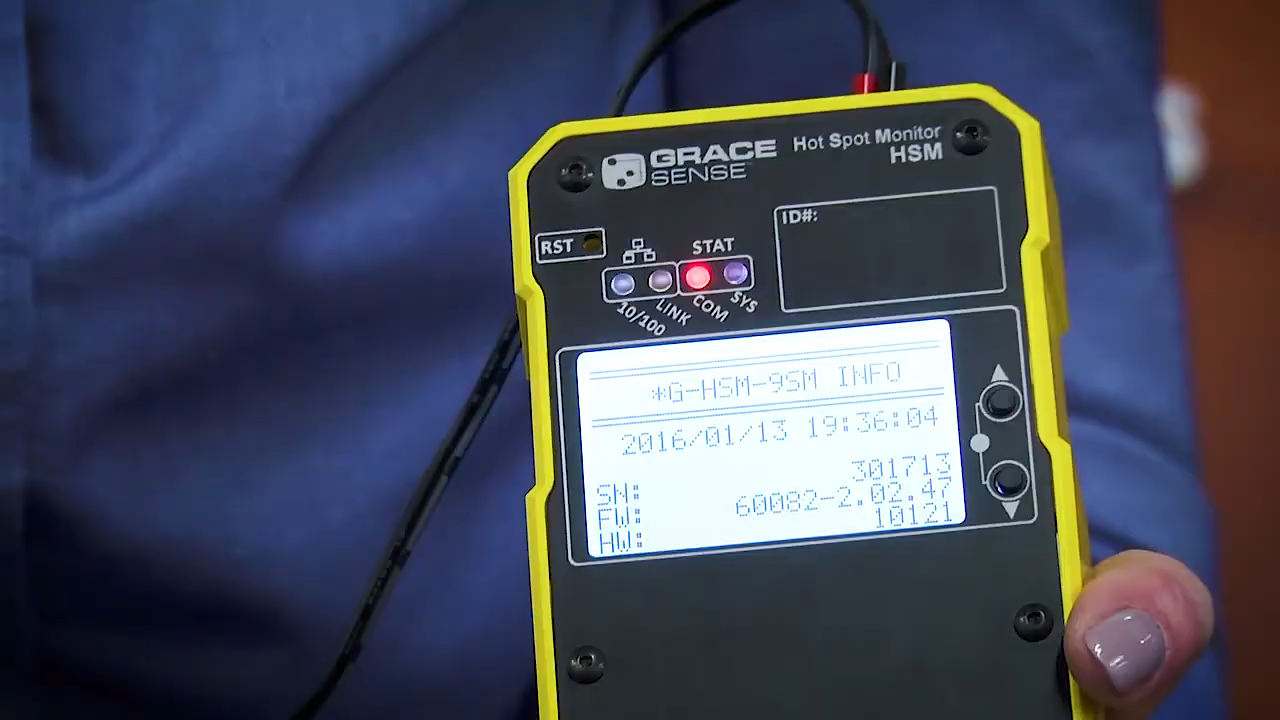 GRACE
SENSE™
Hot Spot Monitor
HSM
RST
STAT
ID#:
10/100
LINK
COM
SYS
*G-HSM-9SM INFO
2016/01/13 19:36:04
SN: 301713
FW: 60082-2.02.47
HW: 10121